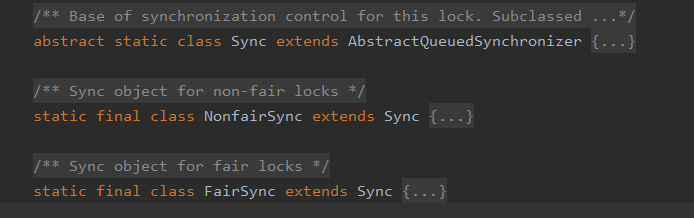 /** Base of synchronization control for this lock. Subclassed ...*/
abstract static class Sync extends AbstractQueuedSynchronizer {...}
/** Sync object for non-fair locks */
static final class NonfairSync extends Sync {...}
/** Sync object for fair locks */
static final class FairSync extends Sync {...}